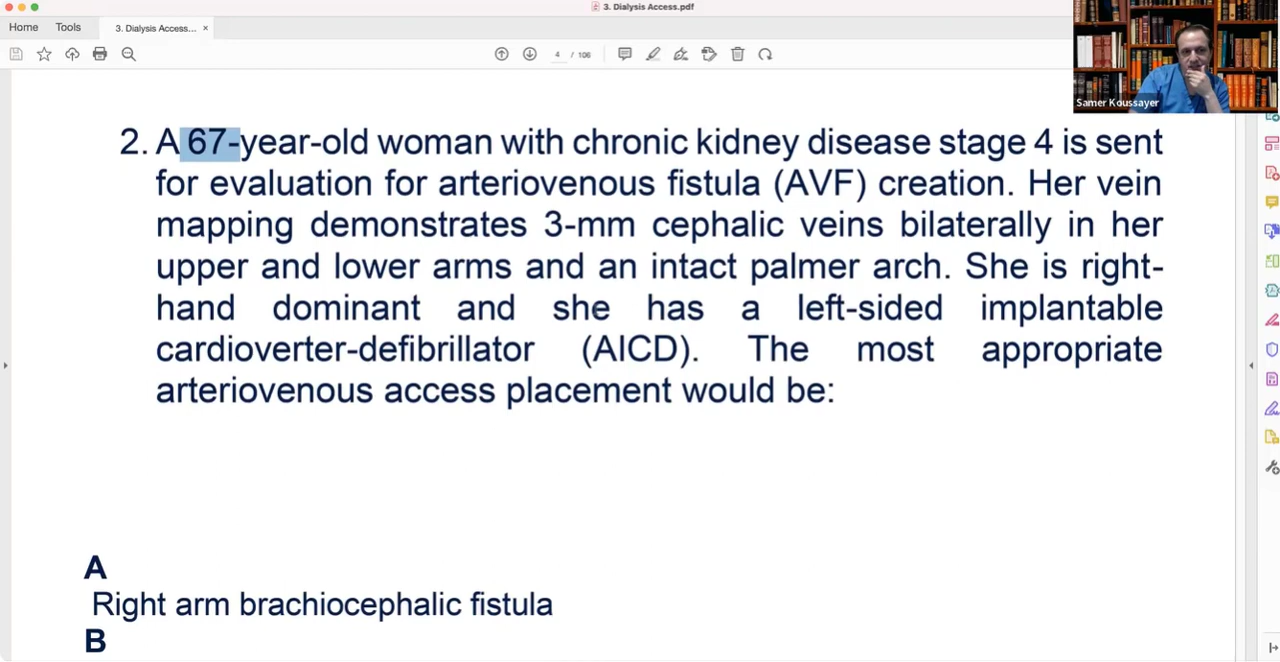 3. Dialysis Access.pdf
Home Tools 3. Dialysis Access... ×
4 / 106
Samer Koussayer
2. A 67-year-old woman with chronic kidney disease stage 4 is sent
for evaluation for arteriovenous fistula (AVF) creation. Her vein
mapping demonstrates 3-mm cephalic veins bilaterally in her
upper and lower arms and an intact palmer arch. She is right-
hand dominant and she has a left-sided implantable
cardioverter-defibrillator (AICD). The most appropriate
arteriovenous access placement would be:
A
Right arm brachiocephalic fistula
B